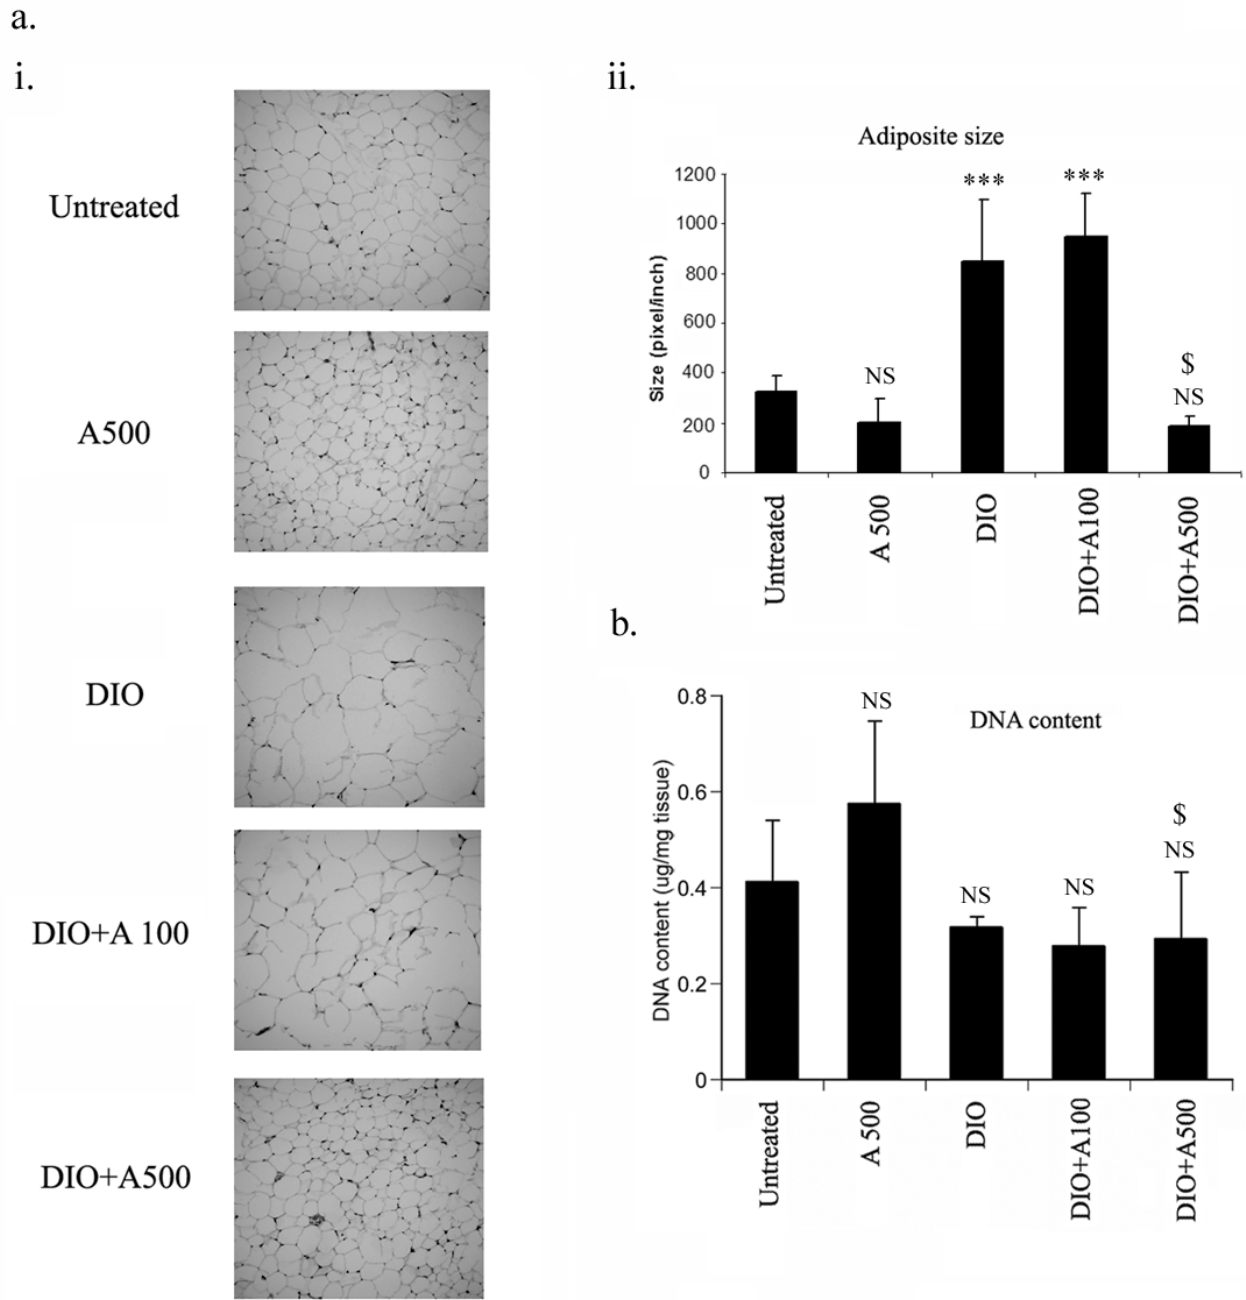 a.
i.
Untreated
A500
DIO
DIO+A 100
DIO+A500
ii.
Adiposite size
Size (pixel/inch)
1200
1000
800
600
400
200
0
NS
***
***
$
NS
Untreated
A 500
DIO
DIO+A100
DIO+A500
b.
DNA content
DNA content (ug/mg tissue)
0.8
0.6
0.4
0.2
0
NS
NS
NS
$
NS
Untreated
A 500
DIO
DIO+A100
DIO+A500